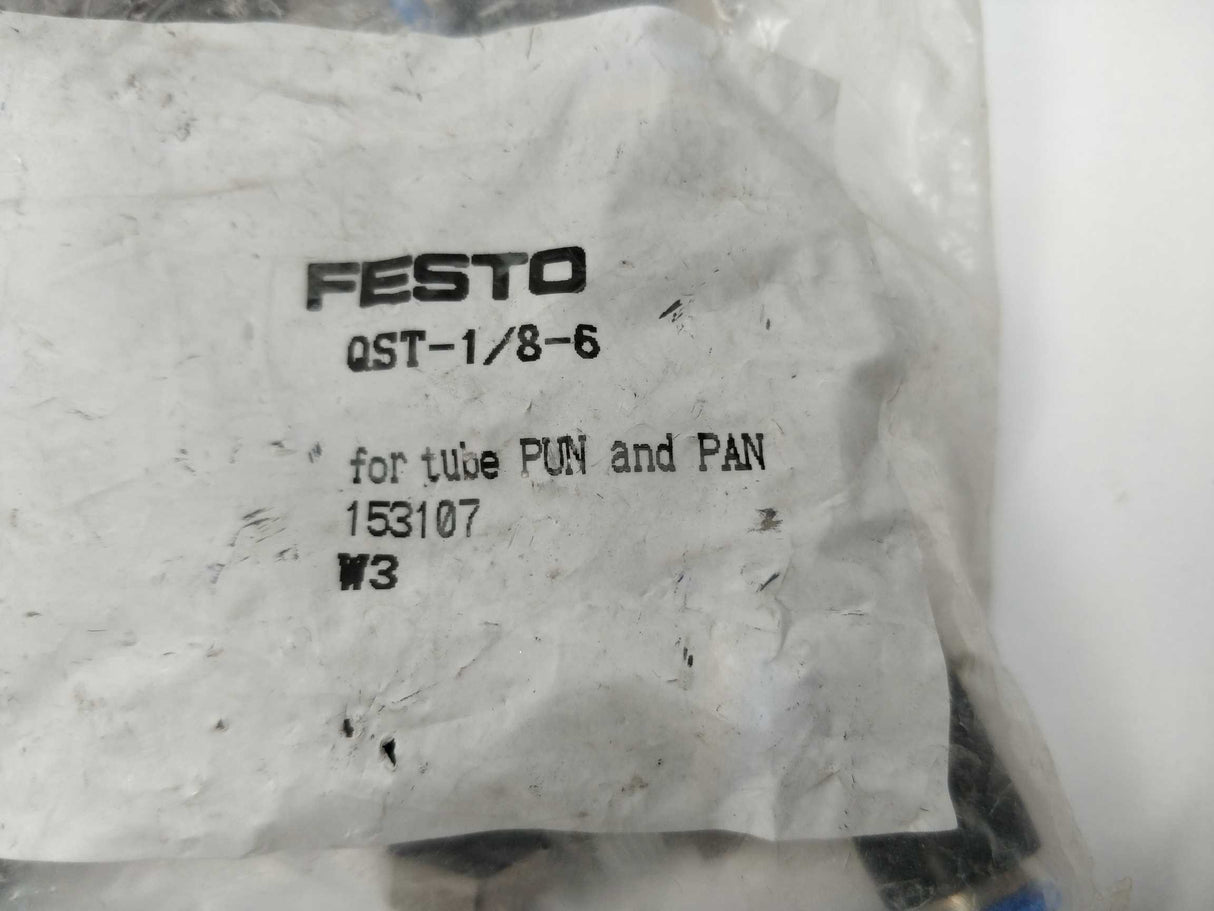 FESTO
QST-1/8-6
for tube PUN and PAN
153107
W3